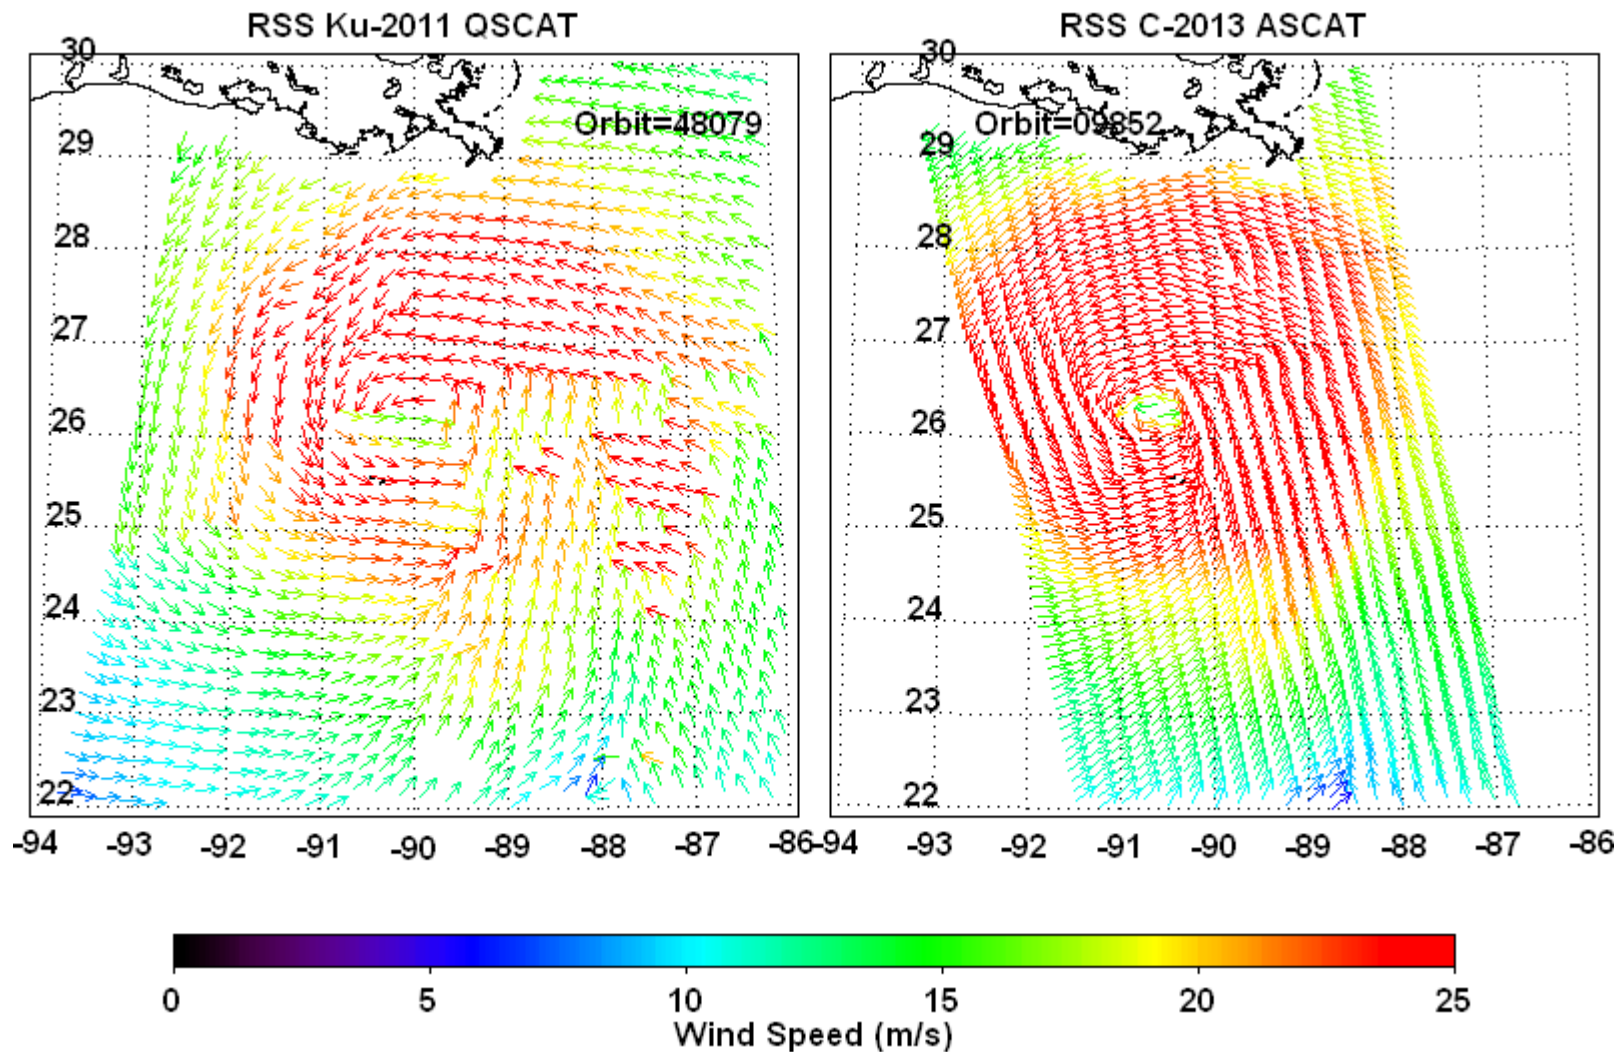 RSS Ku-2011 QSCAT
RSS C-2013 ASCAT
30
Orbit=48079
29
28
27
26
25
24
23
22
-94 -93 -92 -91 -90 -89 -88 -87 -86
30
Orbit=09852
29
28
27
26
25
24
23
22
-94 -93 -92 -91 -90 -89 -88 -87 -86
0 5 10 15 20 25
Wind Speed (m/s)